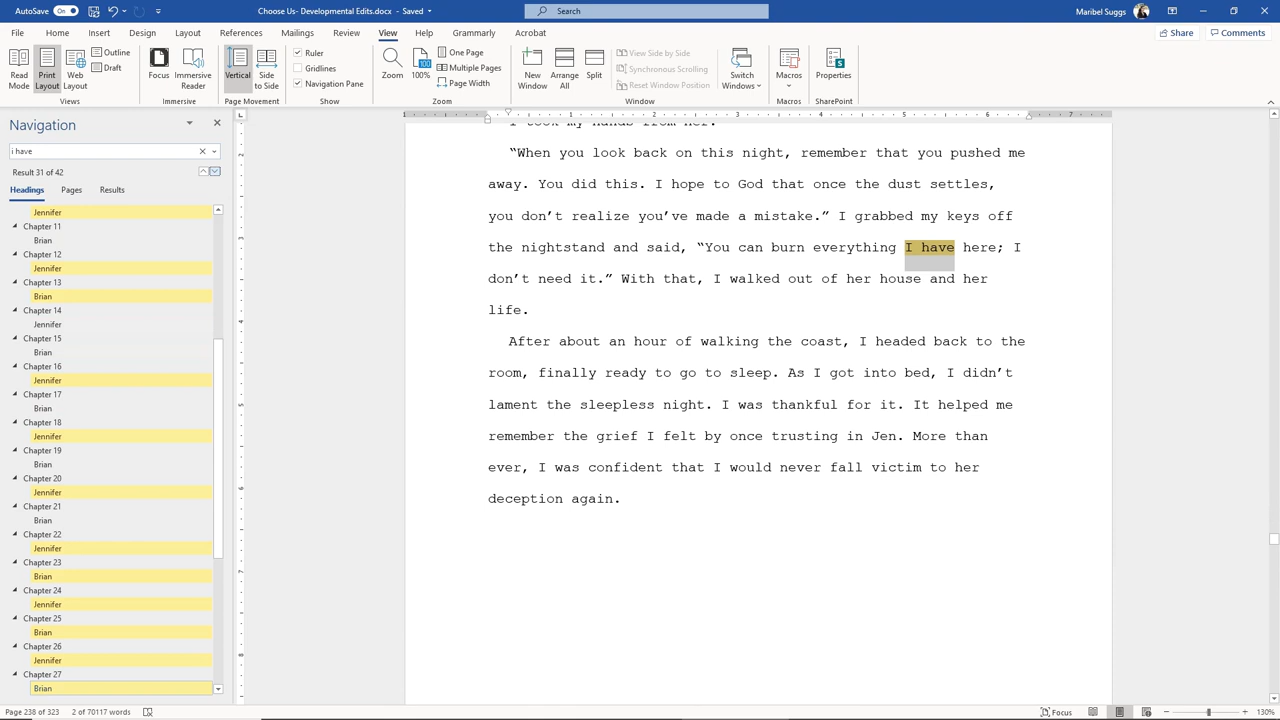 AutoSave On
Choose Us- Developmental Edits.docx - Saved
Search
Maribel Suggs
File Home Insert Design Layout References Mailings Review View Help Grammarly Acrobat
Share Comments
Read Mode
Print Layout
Web Layout
Outline
Draft
Views
Focus
Immersive Reader
Immersive
Vertical
Side to Side
Page Movement
Ruler
Gridlines
Navigation Pane
Show
Zoom
100%
One Page
Multiple Pages
Page Width
Zoom
New Window
Arrange All
Split
View Side by Side
Synchronous Scrolling
Reset Window Position
Switch Windows
Window
Macros
Macros
Properties
SharePoint
Navigation
i have
Result 31 of 42
Headings Pages Results
Jennifer
Chapter 11
Brian
Chapter 12
Jennifer
Chapter 13
Brian
Chapter 14
Jennifer
Chapter 15
Brian
Chapter 16
Jennifer
Chapter 17
Brian
Chapter 18
Jennifer
Chapter 19
Brian
Chapter 20
Jennifer
Chapter 21
Brian
Chapter 22
Jennifer
Chapter 23
Brian
Chapter 24
Jennifer
Chapter 25
Brian
Chapter 26
Jennifer
Chapter 27
Brian
I took my hands from her.
“When you look back on this night, remember that you pushed me
away. You did this. I hope to God that once the dust settles,
you don’t realize you’ve made a mistake.” I grabbed my keys off
the nightstand and said, “You can burn everything I have here; I
don’t need it.” With that, I walked out of her house and her
life.
After about an hour of walking the coast, I headed back to the
room, finally ready to go to sleep. As I got into bed, I didn’t
lament the sleepless night. I was thankful for it. It helped me
remember the grief I felt by once trusting in Jen. More than
ever, I was confident that I would never fall victim to her
deception again.
Page 238 of 323 2 of 70117 words
Focus
130%